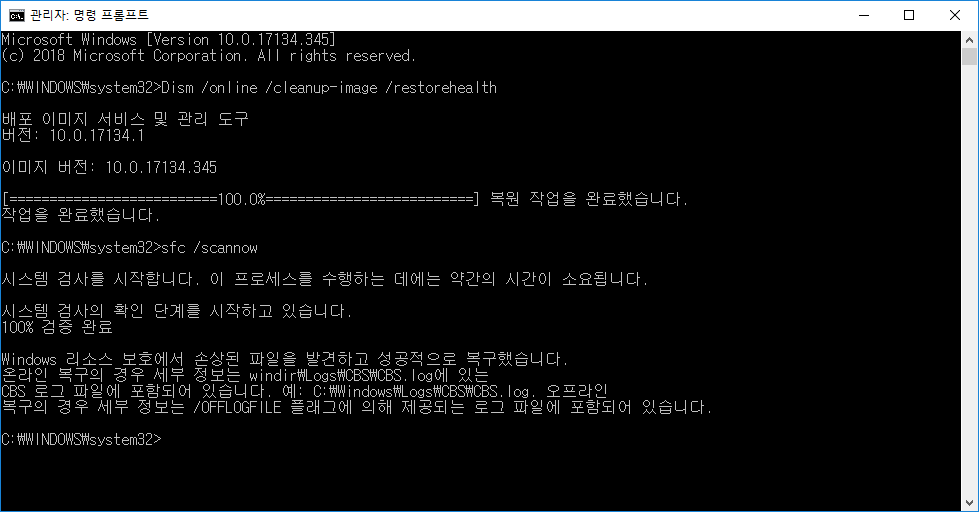 관리자: 명령 프롬프트
Microsoft Windows [Version 10.0.17134.345]
(c) 2018 Microsoft Corporation. All rights reserved.
C:₩WINDOWS₩system32>Dism /online /cleanup-image /restorehealth
배포 이미지 서비스 및 관리 도구
버전: 10.0.17134.1
이미지 버전: 10.0.17134.345
[==========================100.0%==========================] 복원 작업을 완료했습니다.
작업을 완료했습니다.
C:₩WINDOWS₩system32>sfc /scannow
시스템 검사를 시작합니다. 이 프로세스를 수행하는 데에는 약간의 시간이 소요됩니다.
시스템 검사의 확인 단계를 시작하고 있습니다.
100% 검증 완료
Windows 리소스 보호에서 손상된 파일을 발견하고 성공적으로 복구했습니다.
온라인 복구의 경우 세부 정보는 windir₩Logs₩CBS₩CBS.log에 있는
CBS 로그 파일에 포함되어 있습니다. 예: C:₩Windows₩Logs₩CBS₩CBS.log. 오프라인
복구의 경우 세부 정보는 /OFFLOGFILE 플래그에 의해 제공되는 로그 파일에 포함되어 있습니다.
C:₩WINDOWS₩system32>